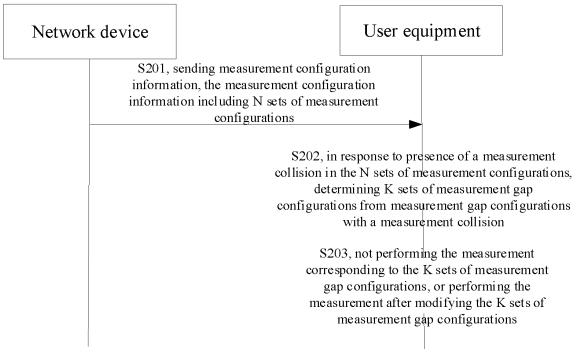 Network device
User equipment
S201, sending measurement configuration
information, the measurement configuration
information including N sets of measurement
configurations
S202, in response to presence of a measurement
collision in the N sets of measurement configurations,
determining K sets of measurement gap
configurations from measurement gap configurations
with a measurement collision
S203, not performing the measurement
corresponding to the K sets of measurement
gap configurations, or performing the
measurement after modifying the K sets of
measurement gap configurations